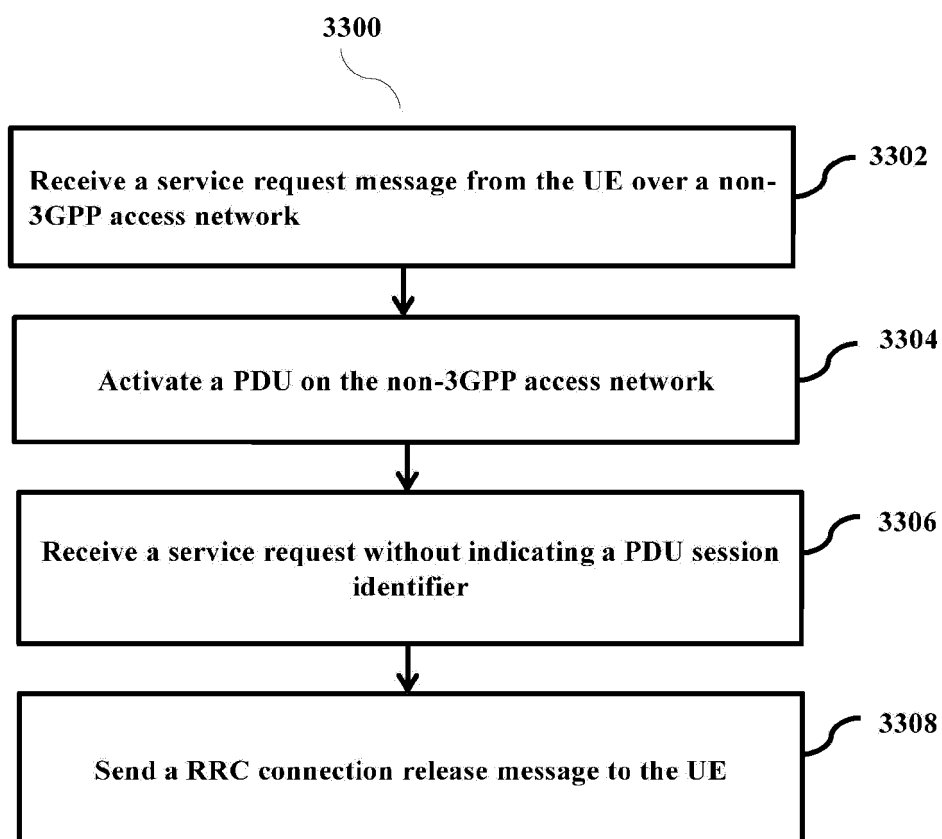 3300
3302
Receive a service request message from the UE over a non-
3GPP access network
3304
Activate a PDU on the non-3GPP access network
3306
Receive a service request without indicating a PDU session
identifier
3308
Send a RRC connection release message to the UE